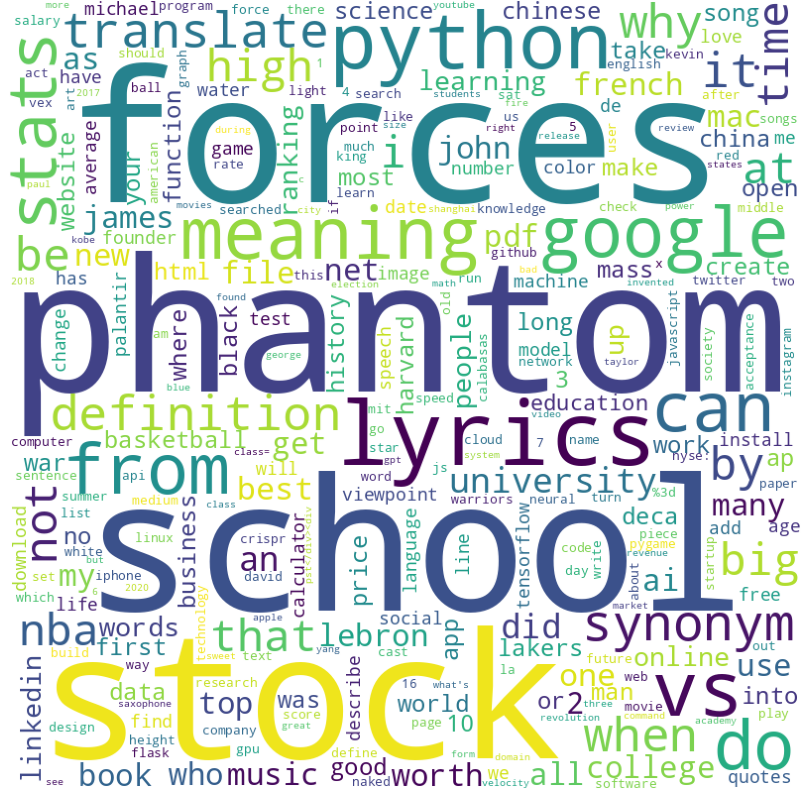 michael program force there youtube more
salary translate python science chinese why song
should act as high take love kevin
stats vex art ball water graph light 1 search english it time
have 2017 forces learning french after
during 4 sat de mac
website average your function game rate point like us 5 user right release review songs
american i john most number color make china me at
ranking much king students fire size red states open
paul james if learn date searched knowledge check middle
be new founder meaning pdf google power create
kobe movies city shanghai c github
2018 has html file this net image mass x twitter two
phantom run machine
change palantir am where black test history election found speech old math bad invented up javascript society acceptance instagram
george people long model 3 network taylor
blue harvard speed calabasas
definition mit lyrics education can
computer class= basketball get go star video cloud 7 name work install
sentence war from api will gpt word js system turn nyse: ap
summer medium class best viewpoint warriors university neural %3d many paper
not list school language line deca
download no linux business crispr an price tensorflow code piece add age
white but pst</div><div write pygame revenue
set my iphone 2020 david calculator day ai startup about big free
which 6 life apple social market
nba words that lebron app did synonym
first technology text yang cast lakers future online out use
build way sweet la one vs
linkedin data research stock what's 16 world web man into
top was describe or 2 movie play
saxophone find score page 10 revolution three when do
design height company great command
flask gpu define form academy
book who music naked good worth velocity domain we all college software quotes
see